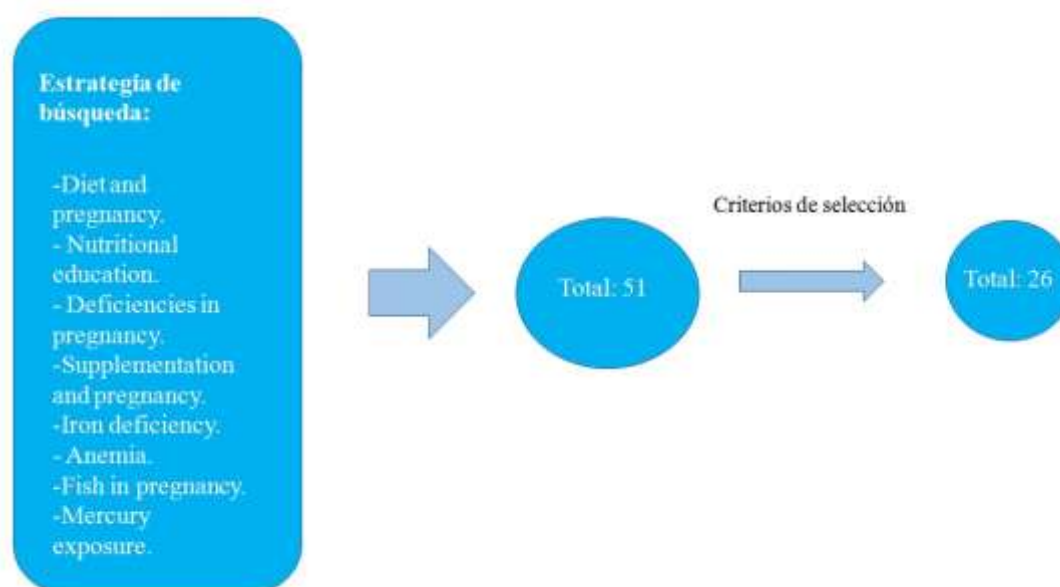 Estrategia de
búsqueda:
-Diet and
pregnancy.
- Nutritional
education.
- Deficiencies in
pregnancy.
-Supplementation
and pregnancy.
-Iron deficiency.
- Anemia.
-Fish in pregnancy.
-Mercury
exposure.
Total: 51
Criterios de selección
Total: 26